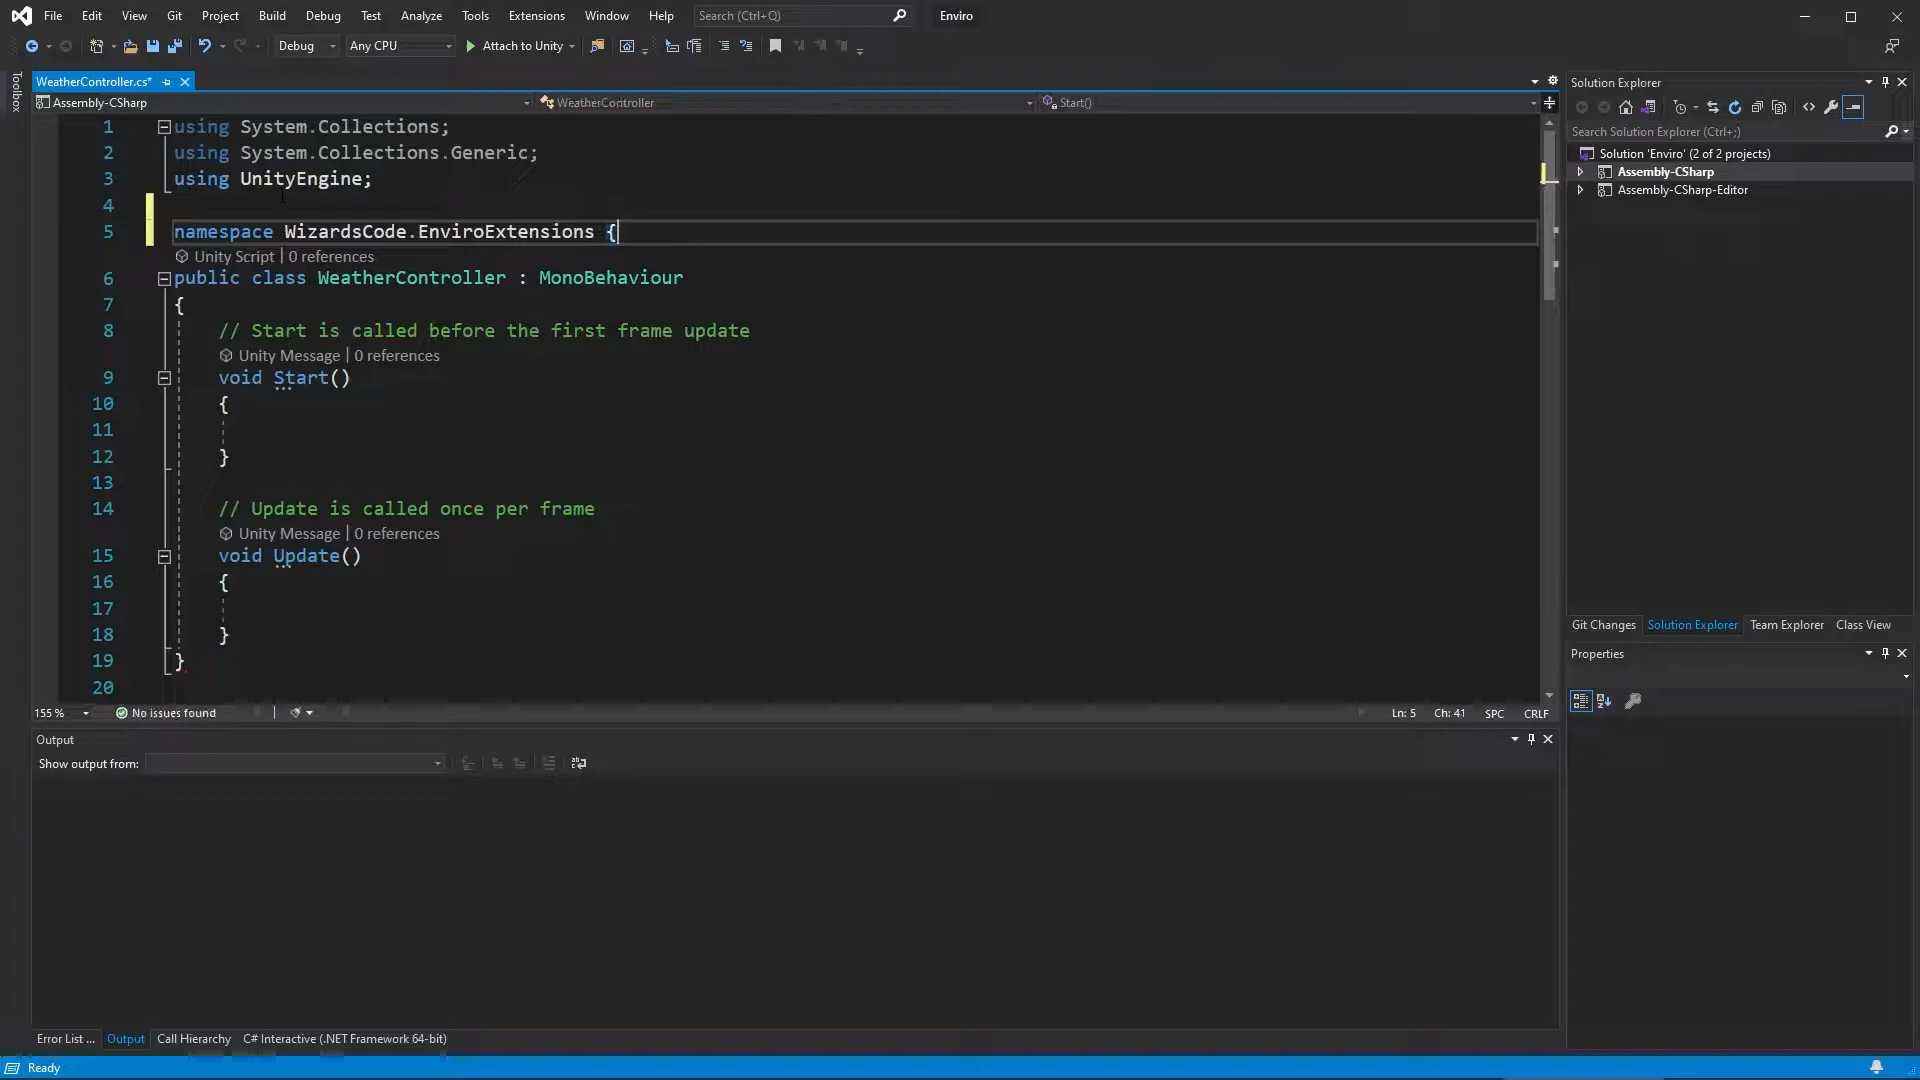 File Edit View Git Project Build Debug Test Analyze Tools Extensions Window Help Search (Ctrl+Q) Enviro
Debug Any CPU Attach to Unity
Toolbox
WeatherController.cs*
Assembly-CSharp WeatherController Start()
1 using System.Collections;
2 using System.Collections.Generic;
3 using UnityEngine;
4
5 namespace WizardsCode.EnviroExtensions {
Unity Script | 0 references
6 public class WeatherController : MonoBehaviour
7 {
8 // Start is called before the first frame update
Unity Message | 0 references
9 void Start()
10 {
11
12 }
13
14 // Update is called once per frame
Unity Message | 0 references
15 void Update()
16 {
17
18 }
19 }
20
155 % No issues found Ln: 5 Ch: 41 SPC CRLF
Output
Show output from:
Error List ... Output Call Hierarchy C# Interactive (.NET Framework 64-bit)
Ready
Solution Explorer
Search Solution Explorer (Ctrl+;)
Solution 'Enviro' (2 of 2 projects)
Assembly-CSharp
Assembly-CSharp-Editor
Git Changes Solution Explorer Team Explorer Class View
Properties